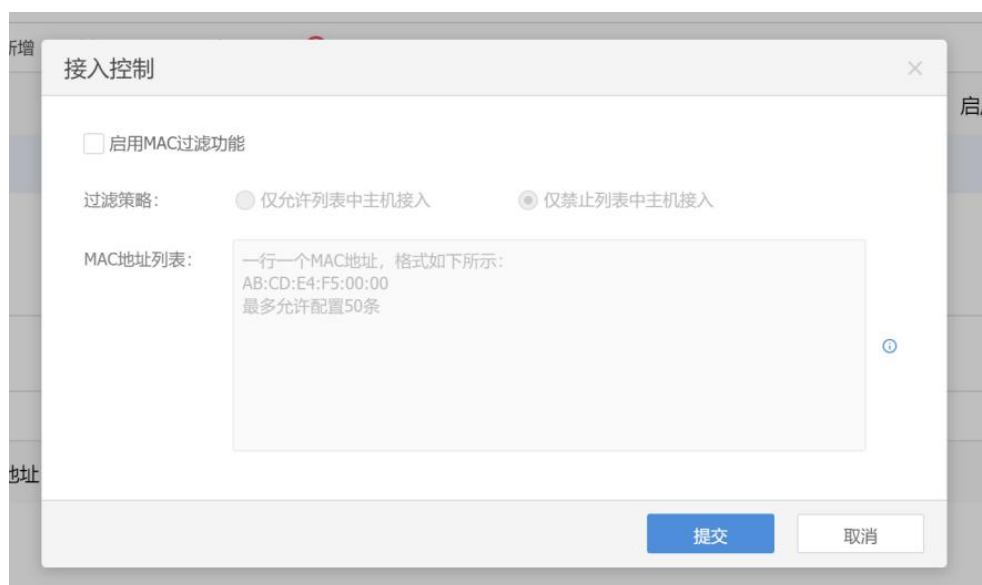 新增
接入控制
启
启用MAC过滤功能
过滤策略：
仅允许列表中主机接入
仅禁止列表中主机接入
MAC地址列表：
一行一个MAC地址，格式如下所示：
AB:CD:E4:F5:00:00
最多允许配置50条
地址
提交
取消